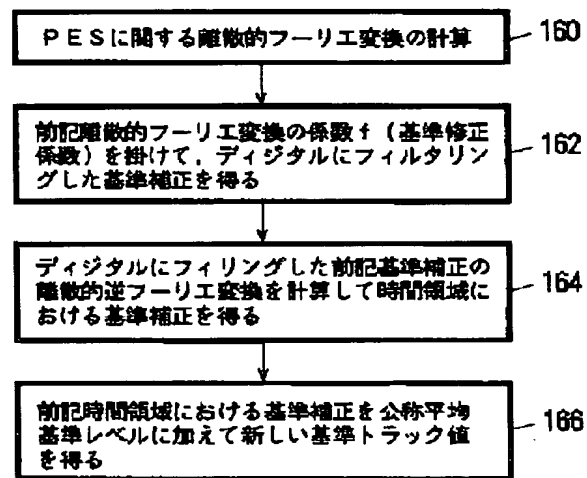 PESに関する離散的フーリエ変換の計算
160
前記離散的フーリエ変換の係数f(基準修正
係数)を掛けて,ディジタルにフィルタリン
グした基準補正を得る
162
ディジタルにフィリングした前記基準補正の
離散的逆フーリエ変換を計算して時間領域に
おける基準補正を得る
164
前記時間領域における基準補正を公称平均
基準レベルに加えて新しい基準トラック値
を得る
166